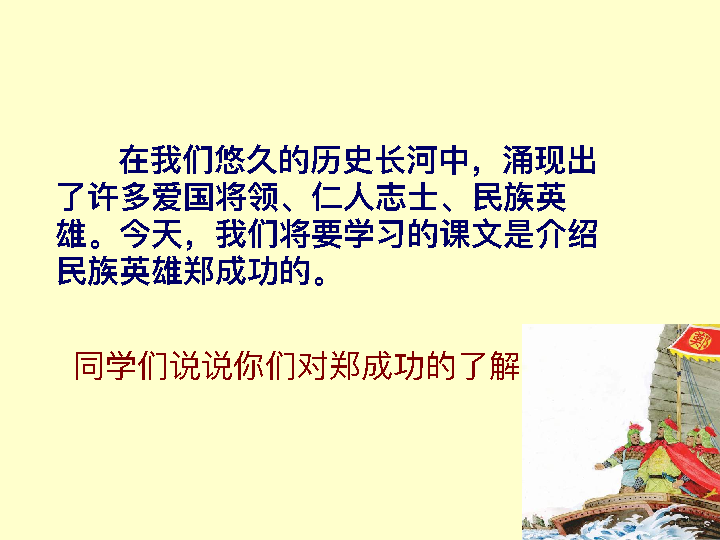 在我们悠久的历史长河中，涌现出
了许多爱国将领、仁人志士、民族英
雄。今天，我们将要学习的课文是介绍
民族英雄郑成功的。
同学们说说你们对郑成功的了解
郑